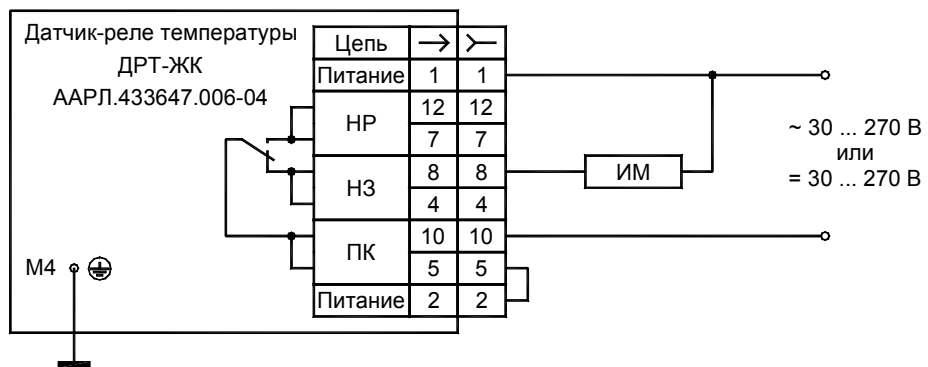 Датчик-реле температуры
ДРТ-ЖК
ААРЛ.433647.006-04
Цепь
Питание 1 1
НР 12 12
7 7
НЗ 8 8
4 4
ПК 10 10
5 5
Питание 2 2
ИМ
~ 30 ... 270 В
или
= 30 ... 270 В
М4